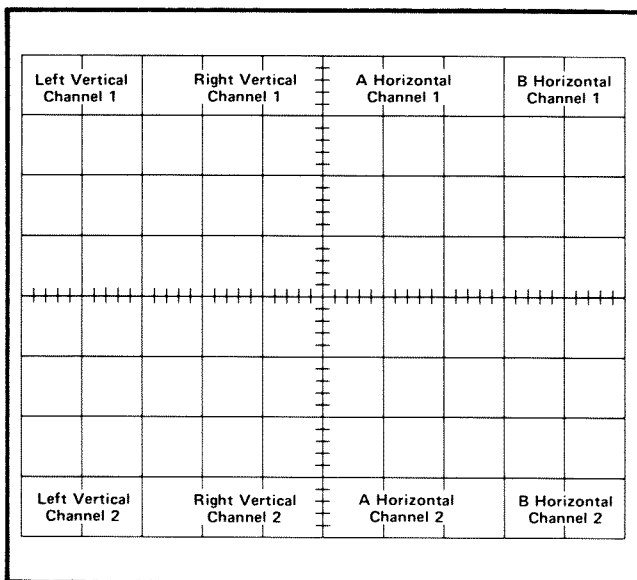 Left Vertical
Channel 1
Right Vertical
Channel 1
A Horizontal
Channel 1
B Horizontal
Channel 1
Left Vertical
Channel 2
Right Vertical
Channel 2
A Horizontal
Channel 2
B Horizontal
Channel 2